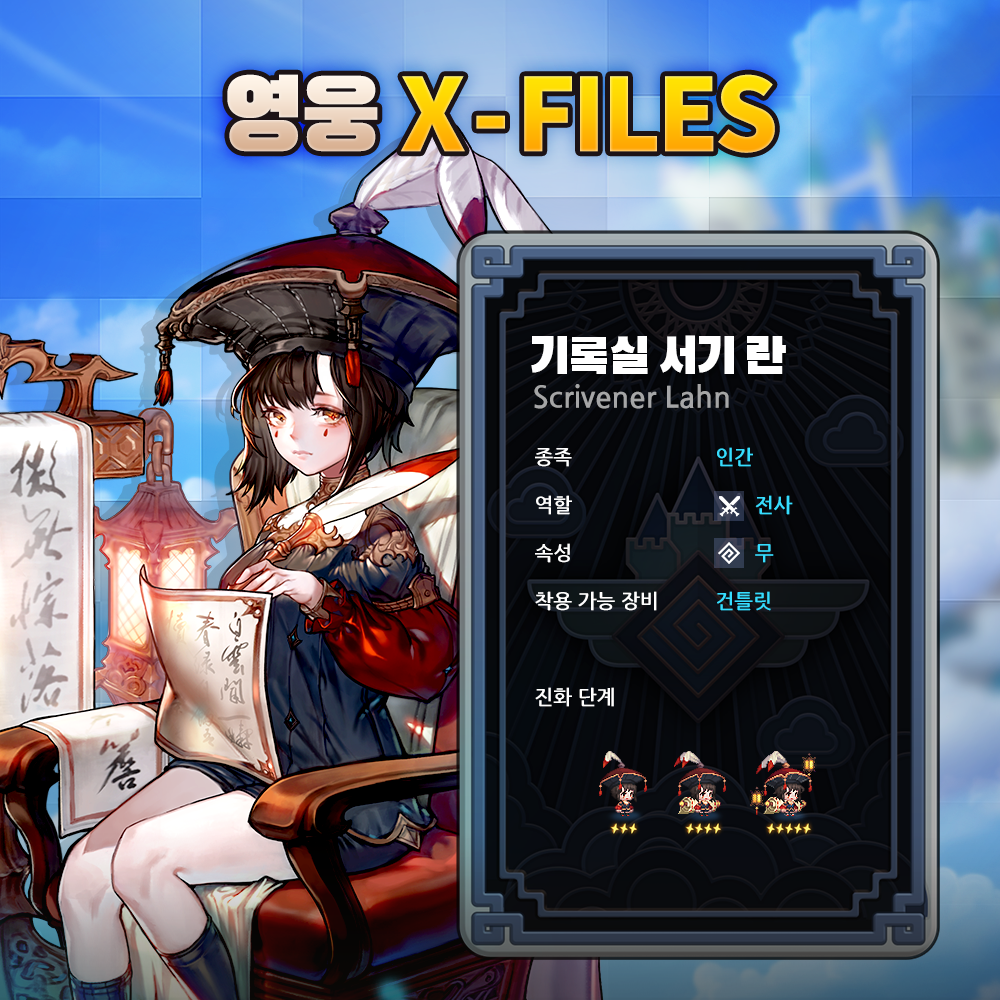 영웅 X-FILES
기록실 서기 란
Scrivener Lahn
종족 인간
역할 전사
속성 무
착용 가능 장비 건틀릿
진화 단계